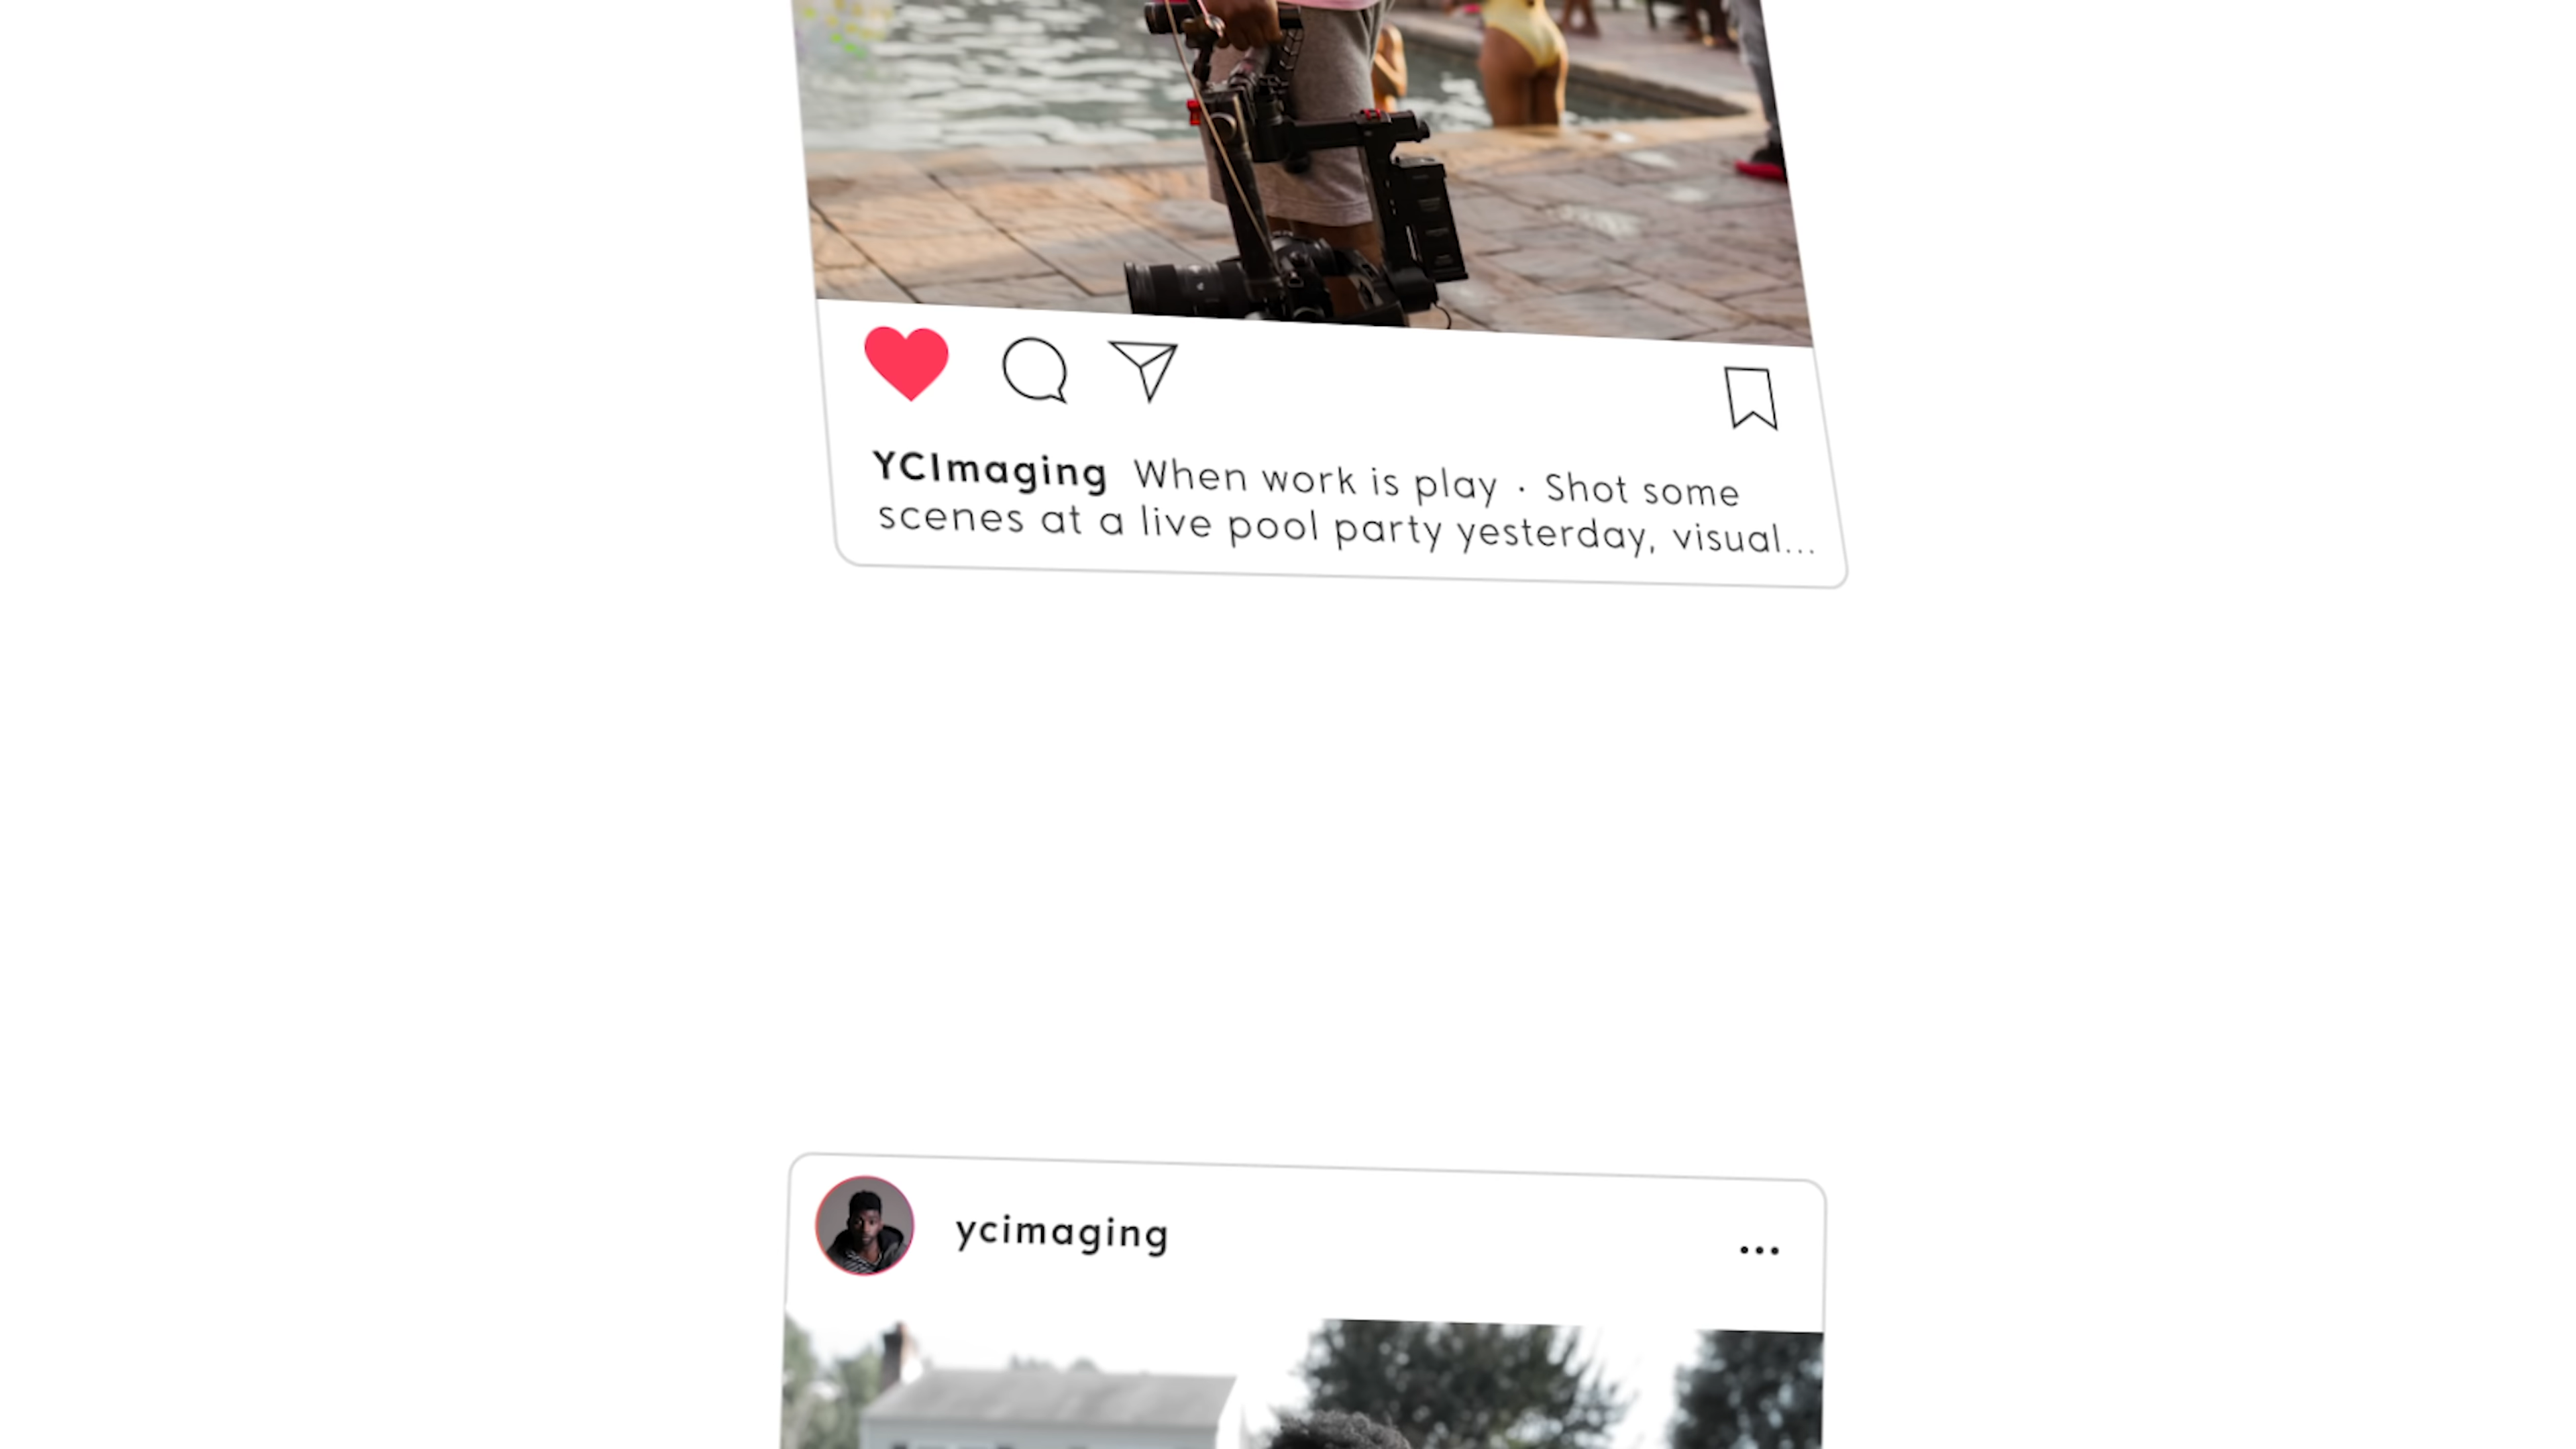 YCImaging When work is play · Shot some
scenes at a live pool party yesterday, visual...
ycimaging